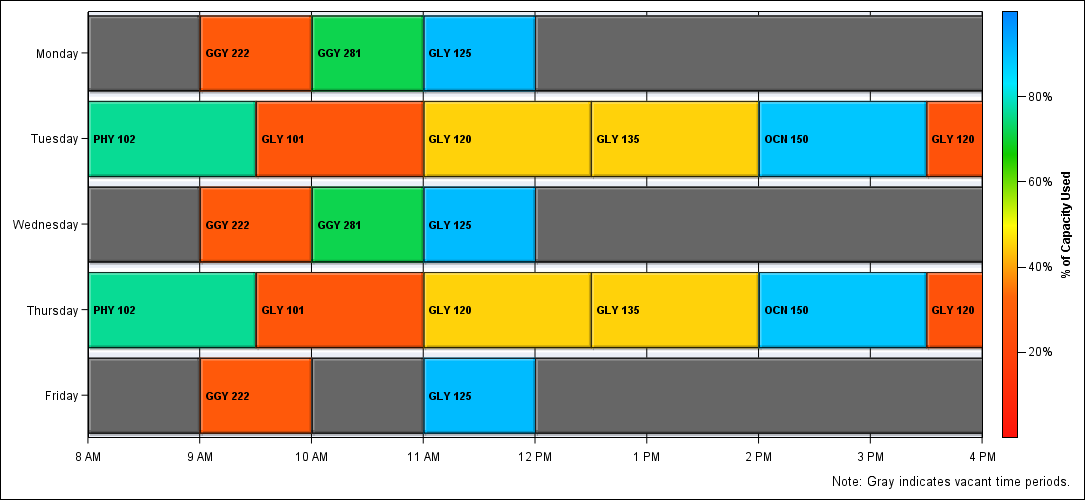 Monday
GGY 222
GGY 281
GLY 125
Tuesday
PHY 102
GLY 101
GLY 120
GLY 135
OCN 150
GLY 120
Wednesday
GGY 222
GGY 281
GLY 125
Thursday
PHY 102
GLY 101
GLY 120
GLY 135
OCN 150
GLY 120
Friday
GGY 222
GLY 125
8 AM
9 AM
10 AM
11 AM
12 PM
1 PM
2 PM
3 PM
4 PM
80%
60%
40%
20%
% of Capacity Used
Note: Gray indicates vacant time periods.